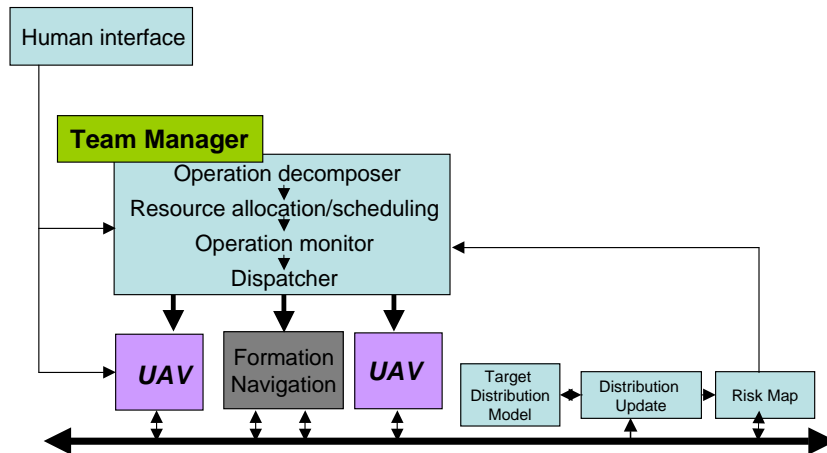 Human interface
Team Manager
Operation decomposer
Resource allocation/scheduling
Operation monitor
Dispatcher
UAV
Formation
Navigation
UAV
Target
Distribution
Model
Distribution
Update
Risk Map